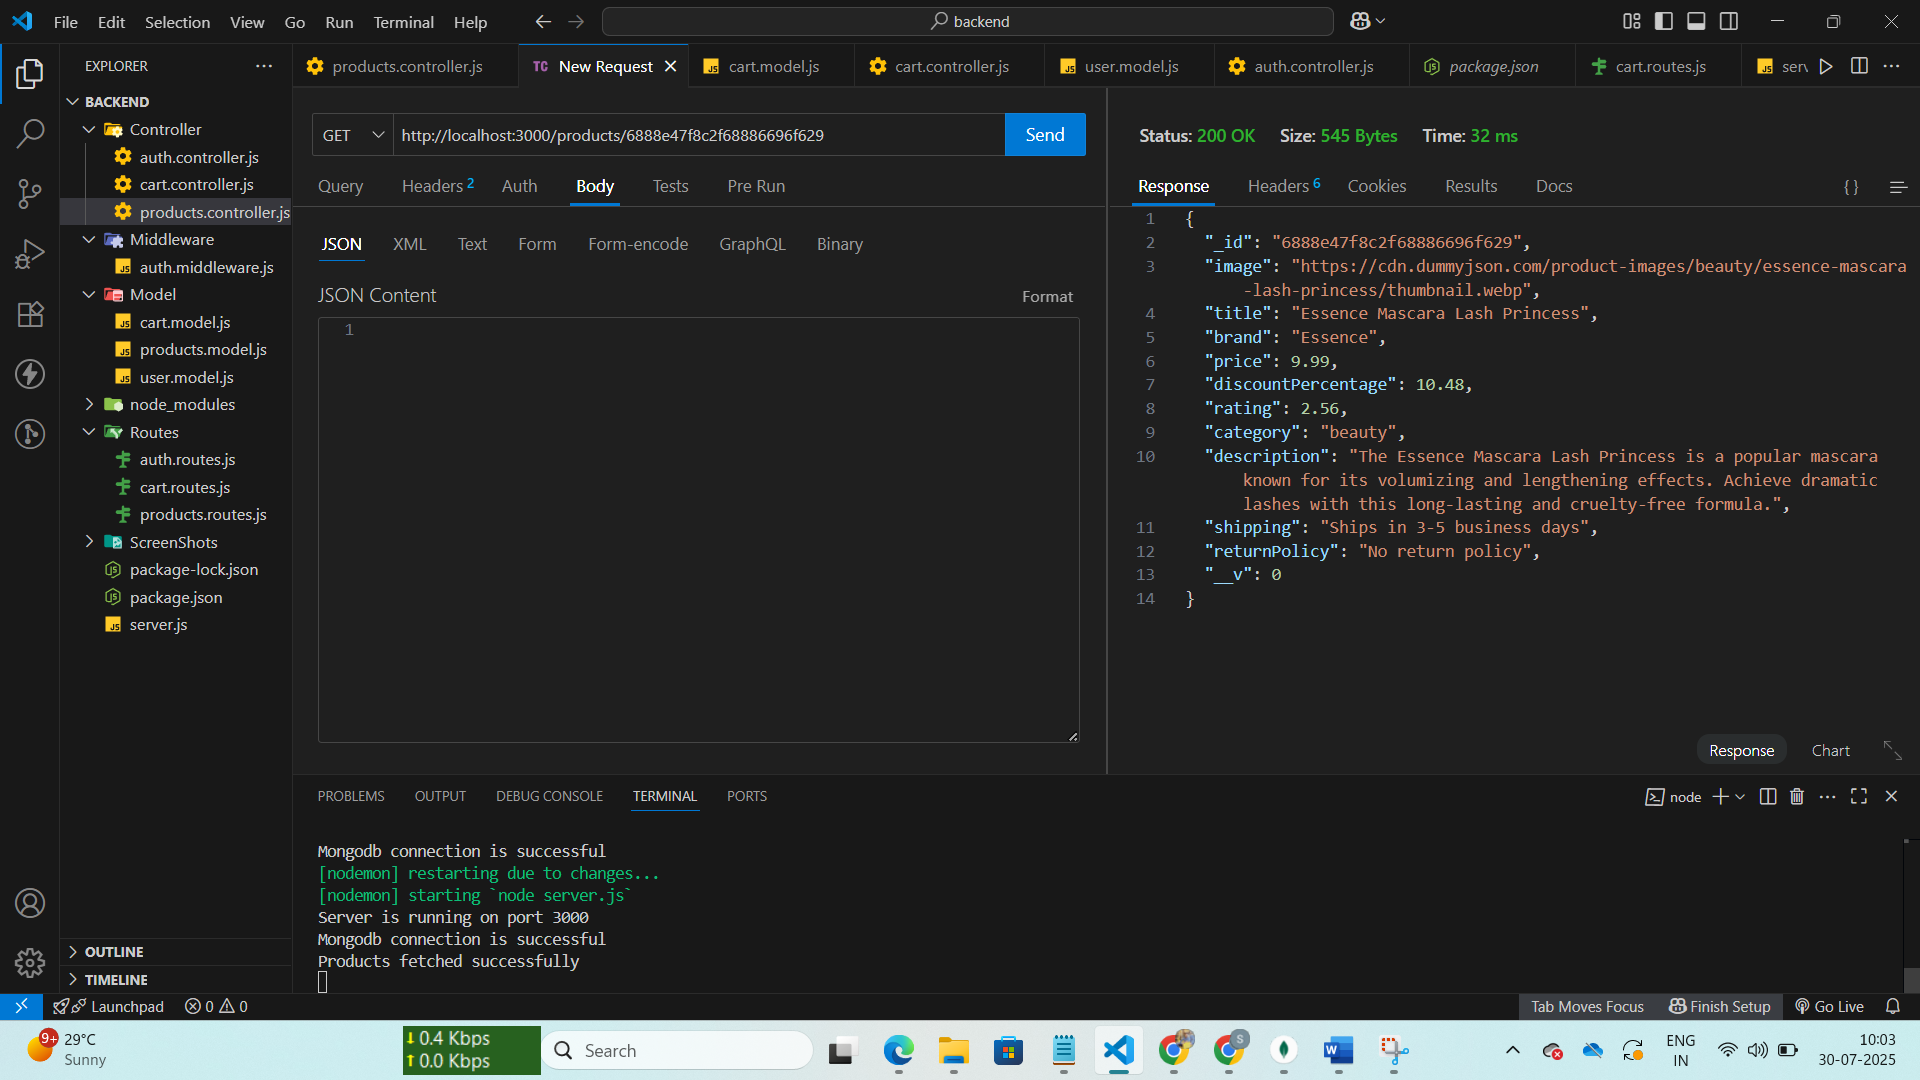 File Edit Selection View Go Run Terminal Help
backend
EXPLORER
BACKEND
Controller
auth.controller.js
cart.controller.js
products.controller.js
Middleware
auth.middleware.js
Model
cart.model.js
products.model.js
user.model.js
node_modules
Routes
auth.routes.js
cart.routes.js
products.routes.js
ScreenShots
package-lock.json
package.json
server.js
OUTLINE
TIMELINE
products.controller.js
TC New Request
cart.model.js
cart.controller.js
user.model.js
auth.controller.js
package.json
cart.routes.js
serv
GET http://localhost:3000/products/6888e47f8c2f68886696f629 Send
Query Headers 2 Auth Body Tests Pre Run
JSON XML Text Form Form-encode GraphQL Binary
JSON Content Format
1
Status: 200 OK Size: 545 Bytes Time: 32 ms
Response Headers 6 Cookies Results Docs { }
1 {
2 "_id": "6888e47f8c2f68886696f629",
3 "image": "https://cdn.dummyjson.com/product-images/beauty/essence-mascara
-lash-princess/thumbnail.webp",
4 "title": "Essence Mascara Lash Princess",
5 "brand": "Essence",
6 "price": 9.99,
7 "discountPercentage": 10.48,
8 "rating": 2.56,
9 "category": "beauty",
10 "description": "The Essence Mascara Lash Princess is a popular mascara
known for its volumizing and lengthening effects. Achieve dramatic
lashes with this long-lasting and cruelty-free formula.",
11 "shipping": "Ships in 3-5 business days",
12 "returnPolicy": "No return policy",
13 "__v": 0
14 }
Response Chart
PROBLEMS OUTPUT DEBUG CONSOLE TERMINAL PORTS
node
Mongodb connection is successful
[nodemon] restarting due to changes...
[nodemon] starting `node server.js`
Server is running on port 3000
Mongodb connection is successful
Products fetched successfully
Launchpad 0 0
Tab Moves Focus Finish Setup Go Live
9+ 29°C
Sunny
↓ 0.4 Kbps
↑ 0.0 Kbps
Search
S
ENG
IN
10:03
30-07-2025